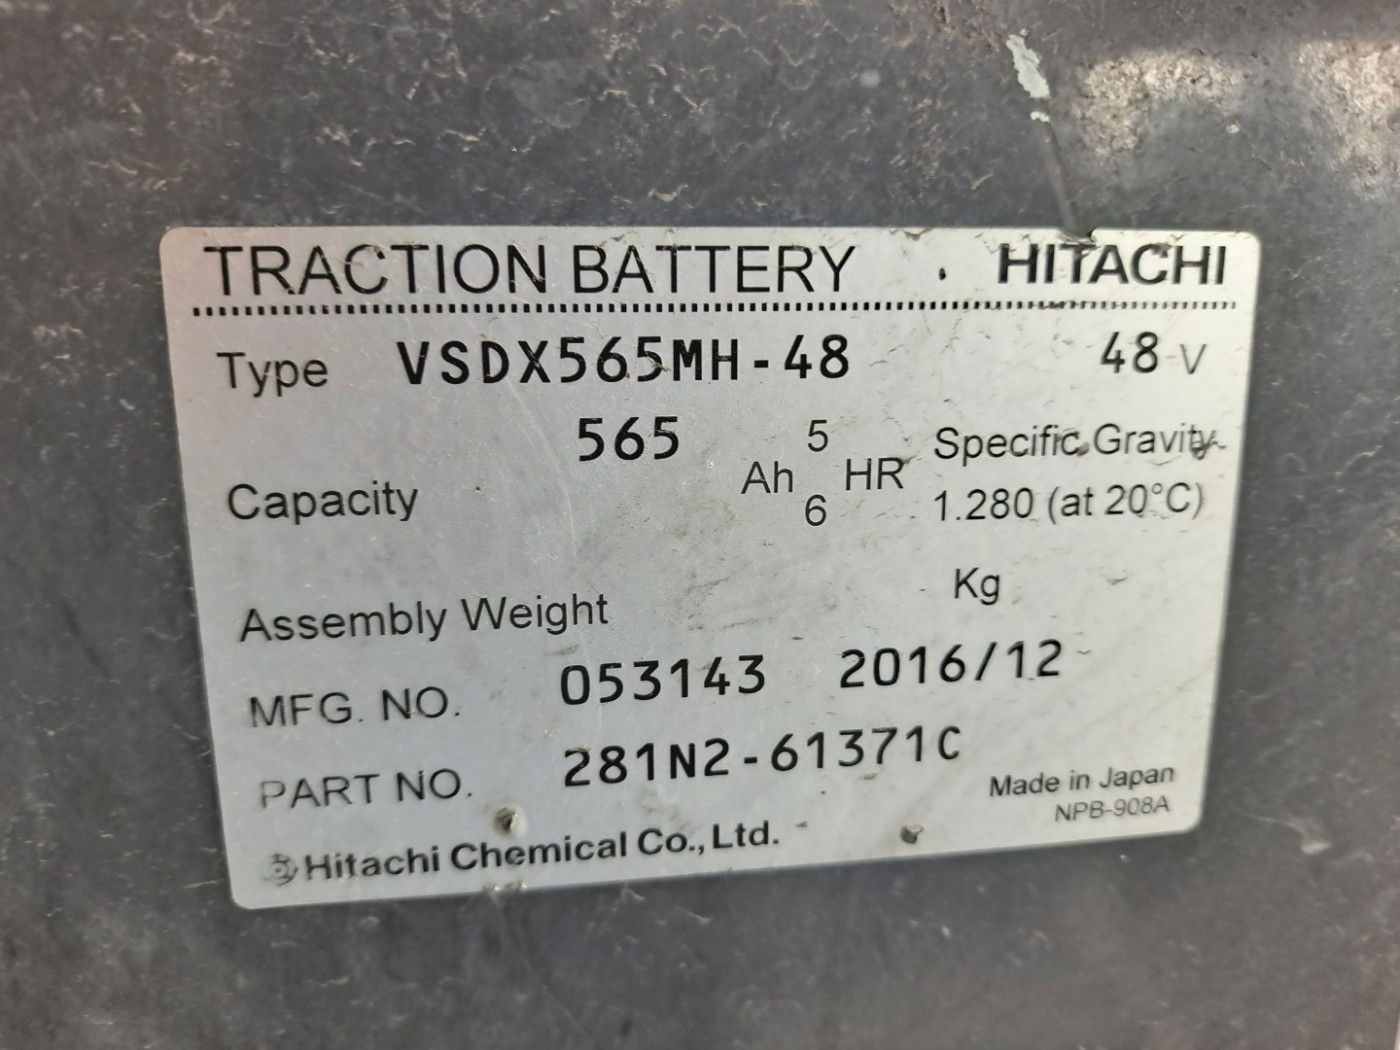 TRACTION BATTERY HITACHI
Type VSDX565MH-48 48 V
565 5 Specific Gravity
Capacity Ah HR 1.280 (at 20°C)
6
Assembly Weight Kg
MFG. NO. 053143 2016/12
PART NO. 281N2-61371C
Made in Japan
NPB-908A
Hitachi Chemical Co., Ltd.